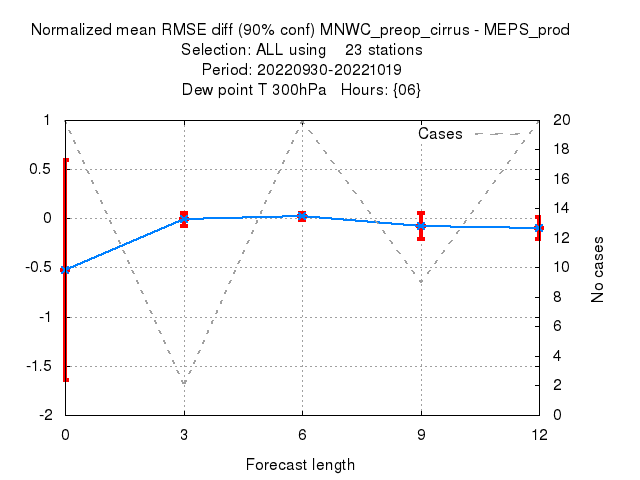 Normalized mean RMSE diff (90% conf) MNWC_preop_cirrus - MEPS_prod
Selection: ALL using 23 stations
Period: 20220930-20221019
Dew point T 300hPa Hours: {06}
Cases
1
0.5
0
-0.5
-1
-1.5
-2
20
18
16
14
12
10
8
6
4
2
0
No cases
0 3 6 9 12
Forecast length